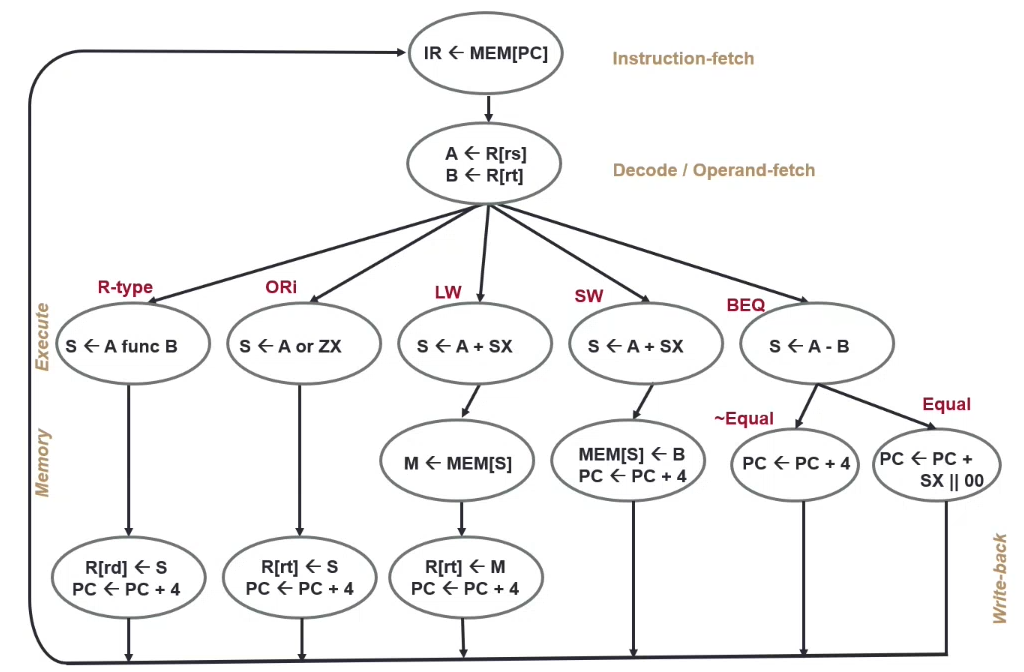 IR ← MEM[PC]
Instruction-fetch
A ← R[rs]
B ← R[rt]
Decode / Operand-fetch
R-type
ORi
LW
SW
BEQ
Execute
S ← A func B
S ← A or ZX
S ← A + SX
S ← A + SX
S ← A - B
~Equal
Equal
Memory
M ← MEM[S]
MEM[S] ← B
PC ← PC + 4
PC ← PC + 4
PC ← PC +
SX || 00
R[rd] ← S
PC ← PC + 4
R[rt] ← S
PC ← PC + 4
R[rt] ← M
PC ← PC + 4
Write-back